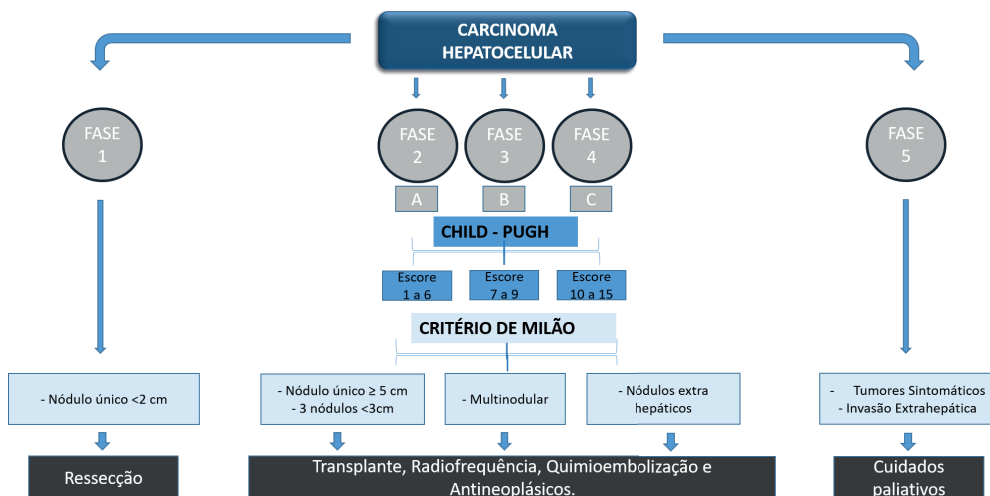 CARCINOMA
HEPATOCELULAR
FASE
1
FASE
2
FASE
3
FASE
4
FASE
5
A
B
C
CHILD - PUGH
Escore
1 a 6
Escore
7 a 9
Escore
10 a 15
CRITÉRIO DE MILÃO
- Nódulo único <2 cm
- Nódulo único ≥ 5 cm
- 3 nódulos <3cm
- Multinodular
- Nódulos extra
hepáticos
- Tumores Sintomáticos
- Invasão Extrahepática
Ressecção
Transplante, Radiofrequência, Quimioembolização e
Antineoplásicos.
Cuidados
paliativos